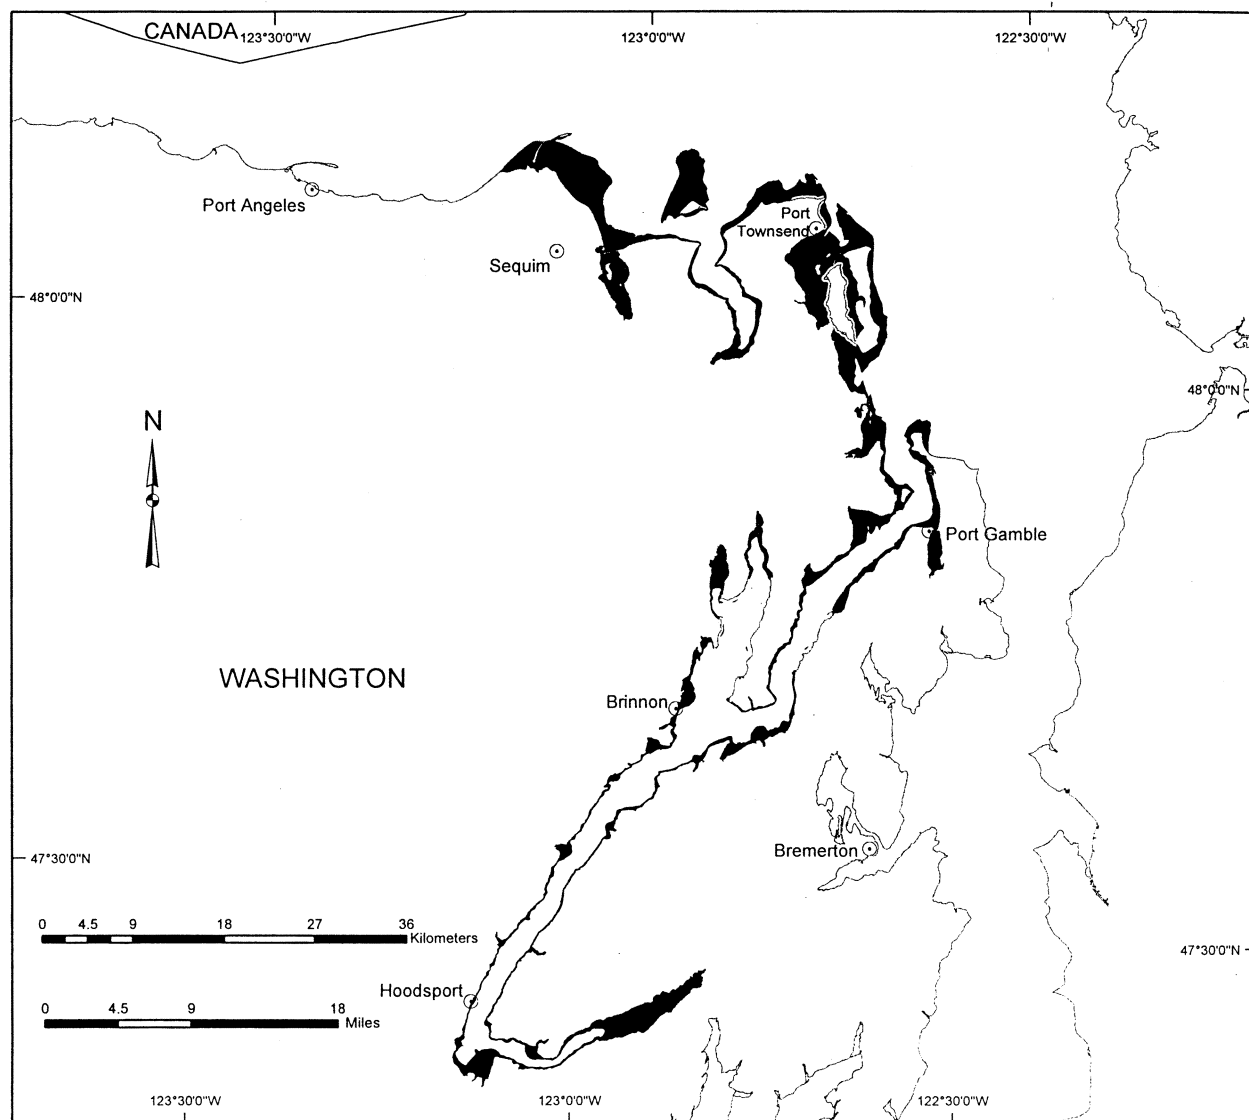 CANADA
123°30'0"W
123°0'0"W
122°30'0"W
Port Angeles
Port
Townsend
Sequim
48°0'0"N
48°0'0"N
N
Port Gamble
WASHINGTON
Brinnon
Bremerton
47°30'0"N
0 4.5 9 18 27 36
Kilometers
47°30'0"N
Hoodsport
0 4.5 9 18
Miles
123°30'0"W
123°0'0"W
122°30'0"W